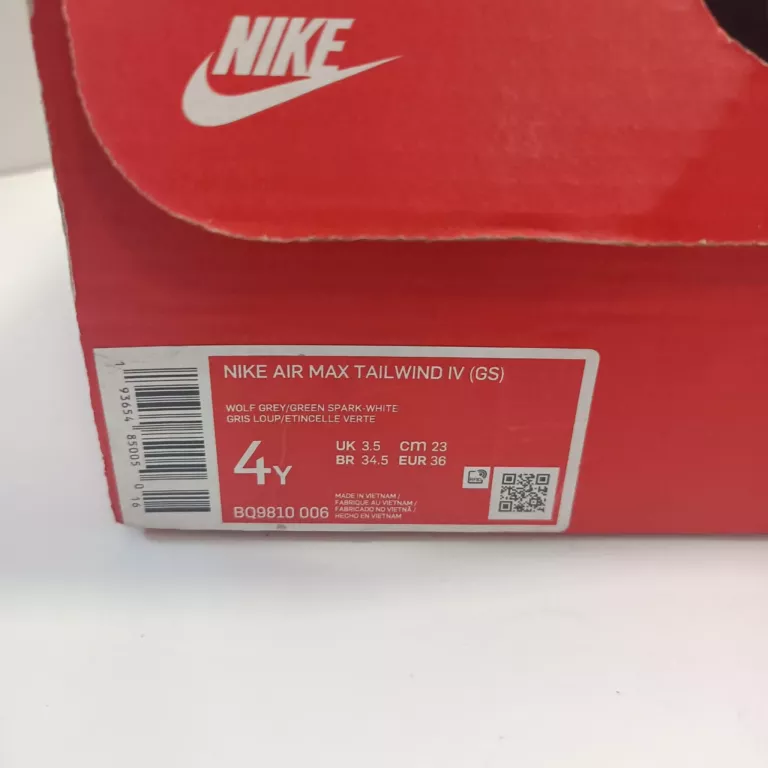 NIKE
NIKE AIR MAX TAILWIND IV (GS)
WOLF GREY/GREEN SPARK-WHITE
GRIS LOUP/ETINCELLE VERTE
4Y
UK 3.5 cm 23
BR 34.5 EUR 36
BQ9810 006
MADE IN VIETNAM /
FABRIQUE AU VIETNAM /
FABRICADO NO VIETNÃ /
HECHO EN VIETNAM
1 93654 85005 0 16